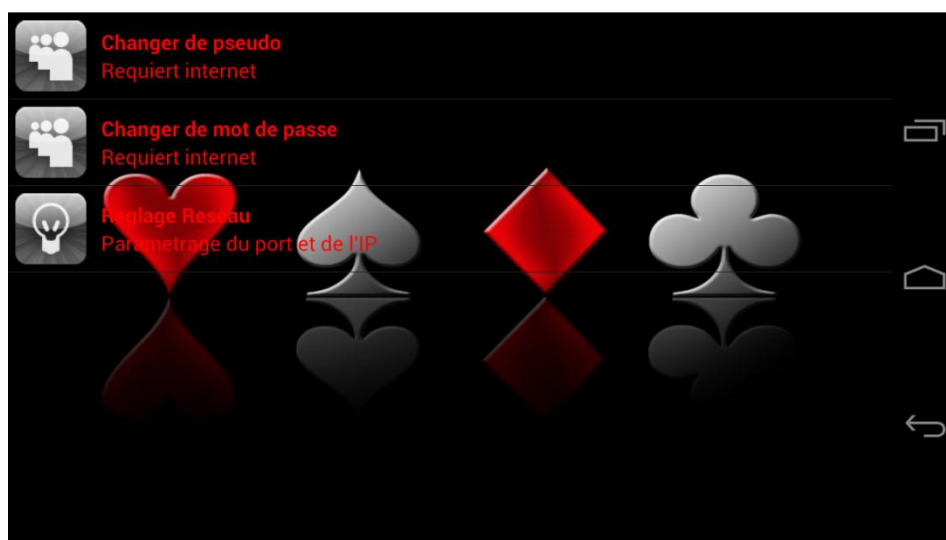 Changer de pseudo
Requiert internet
Changer de mot de passe
Requiert internet
Reglage Reseau
Parametrage du port et de l'IP